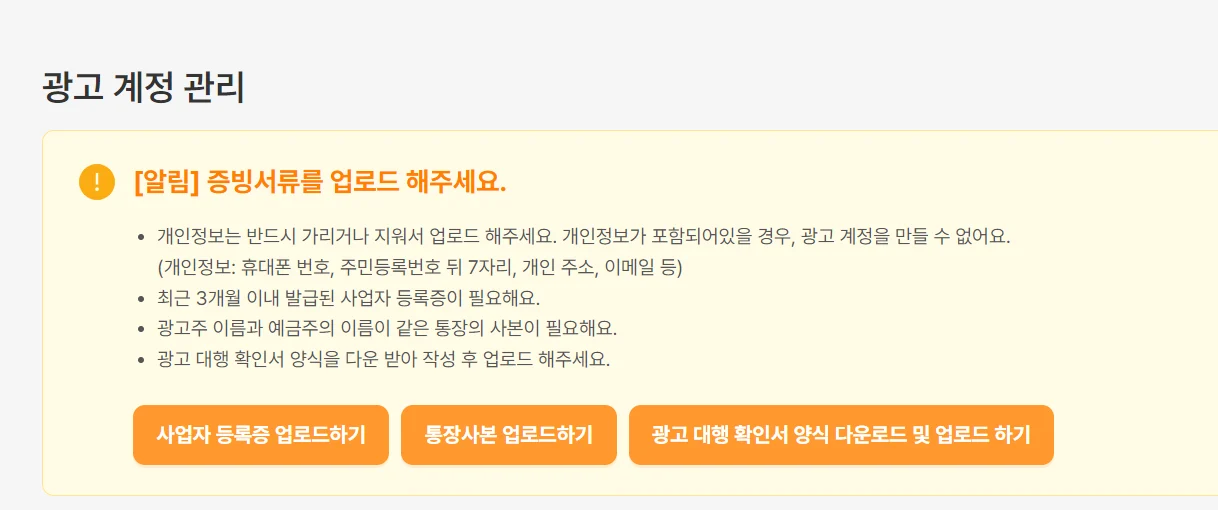 광고 계정 관리
[알림] 증빙서류를 업로드 해주세요.
• 개인정보는 반드시 가리거나 지워서 업로드 해주세요. 개인정보가 포함되어있을 경우, 광고 계정을 만들 수 없어요.
(개인정보: 휴대폰 번호, 주민등록번호 뒤 7자리, 개인 주소, 이메일 등)
• 최근 3개월 이내 발급된 사업자 등록증이 필요해요.
• 광고주 이름과 예금주의 이름이 같은 통장의 사본이 필요해요.
• 광고 대행 확인서 양식을 다운 받아 작성 후 업로드 해주세요.
사업자 등록증 업로드하기 통장사본 업로드하기 광고 대행 확인서 양식 다운로드 및 업로드 하기